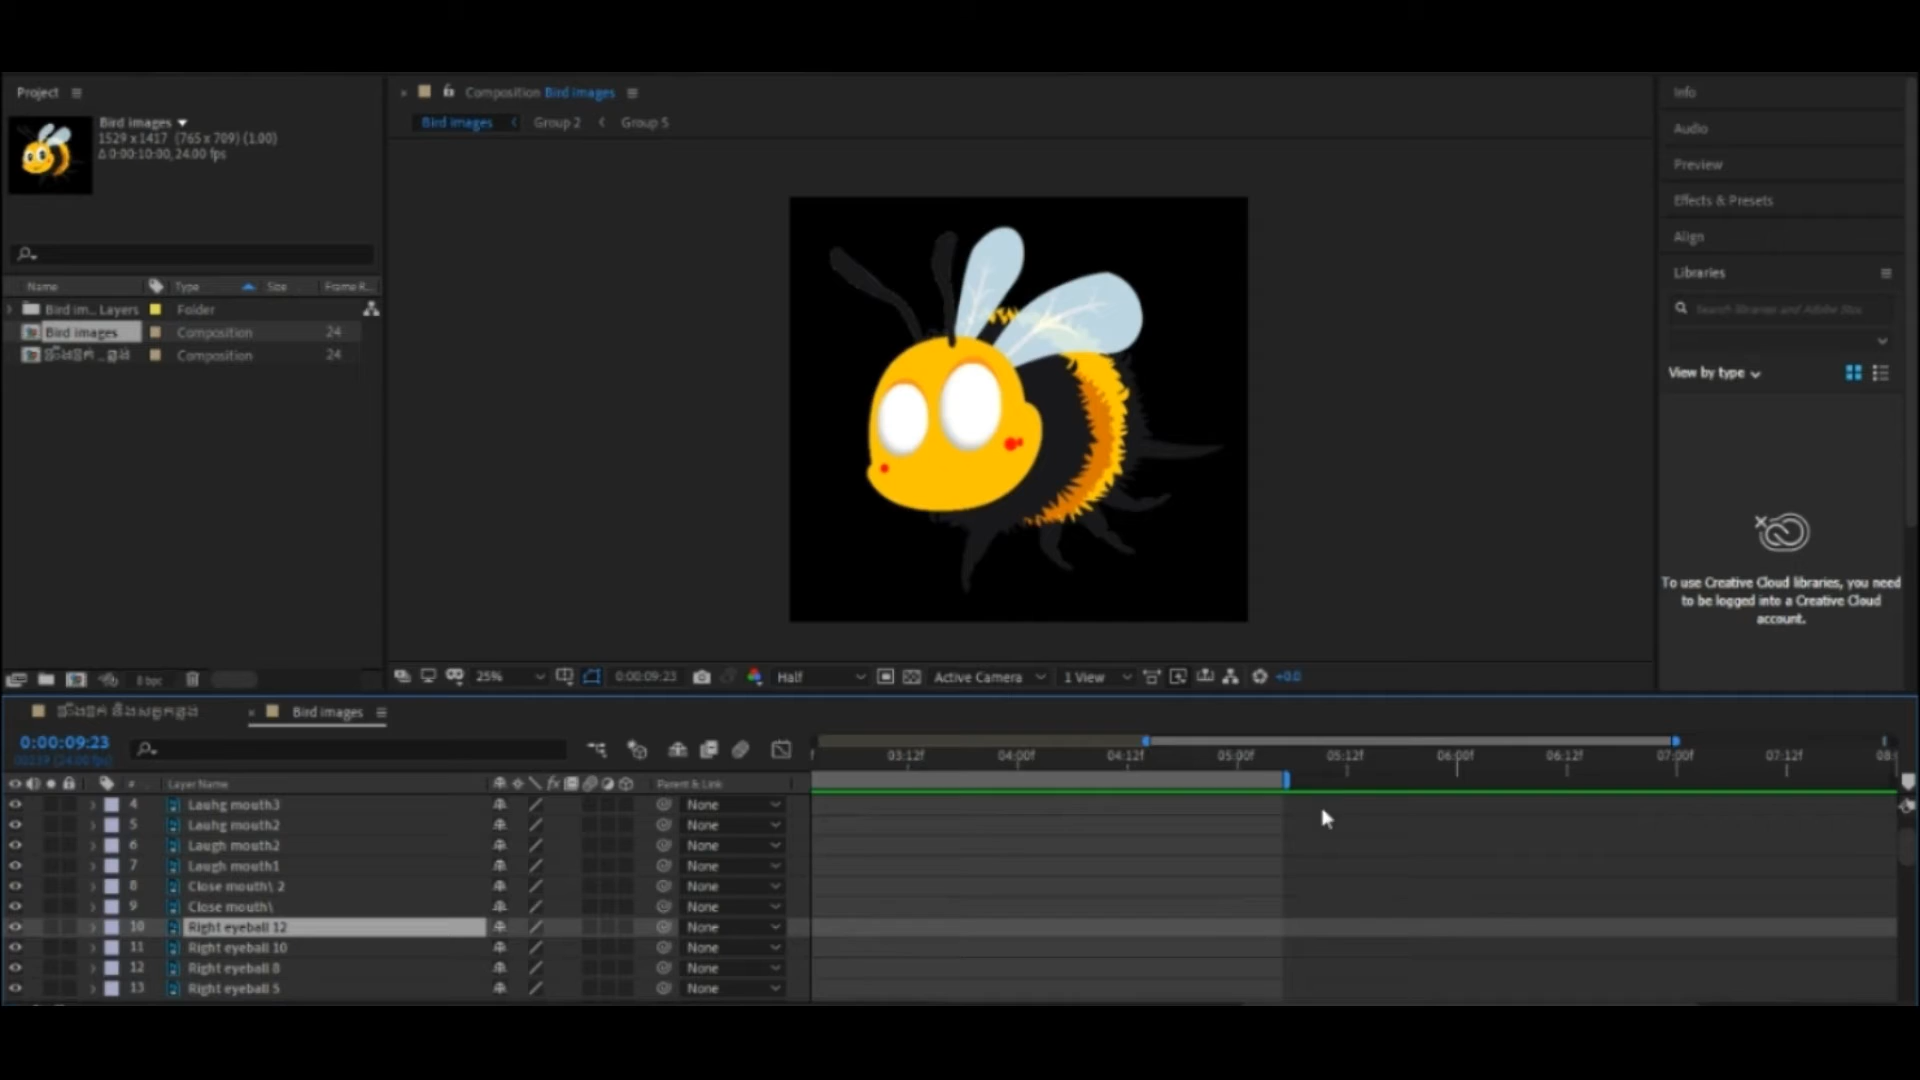 Project
Bird images
1529 x 1417 (765 x 709) (1.00)
Δ 0:00:10:00, 24.00 fps
Name Type Size Frame R...
Bird im... Layers Folder
Bird images Composition 24
Composition 24
8 bpc
Composition Bird images
Bird images Group 2 Group 5
25% 0:00:09:23 Half Active Camera 1 View +0.0
Info
Audio
Preview
Effects & Presets
Align
Libraries
Search libraries and Adobe Stoc
View by type
To use Creative Cloud libraries, you need
to be logged into a Creative Cloud
account.
Bird images
0:00:09:23
00239 (24.00 fps)
03:12f 04:00f 04:12f 05:00f 05:12f 06:00f 06:12f 07:00f 07:12f 08:
# Layer Name fx Parent & Link
4 Lauhg mouth3 None
5 Lauhg mouth2 None
6 Laugh mouth2 None
7 Laugh mouth1 None
8 Close mouth\ 2 None
9 Close mouth\ None
10 Right eyeball 12 None
11 Right eyeball 10 None
12 Right eyeball 8 None
13 Right eyeball 5 None